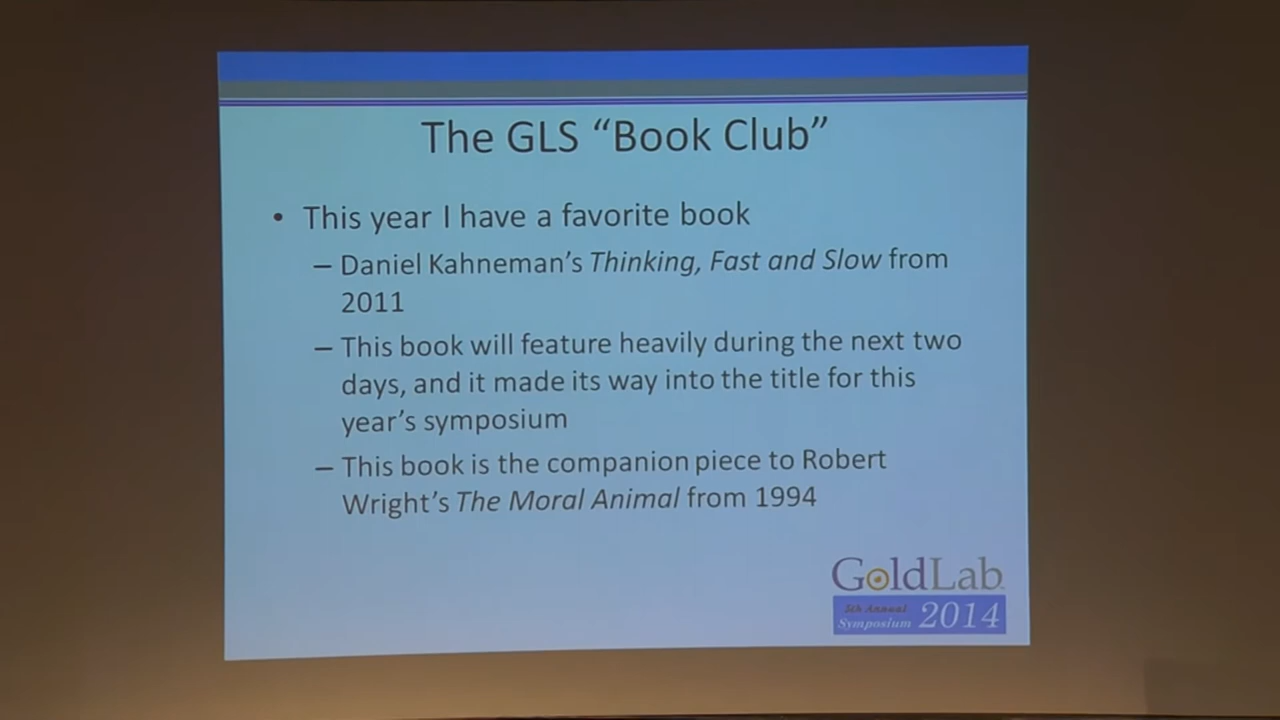 The GLS “Book Club”
• This year I have a favorite book
– Daniel Kahneman’s Thinking, Fast and Slow from
2011
– This book will feature heavily during the next two
days, and it made its way into the title for this
year’s symposium
– This book is the companion piece to Robert
Wright’s The Moral Animal from 1994
GoldLab
5th Annual
Symposium 2014